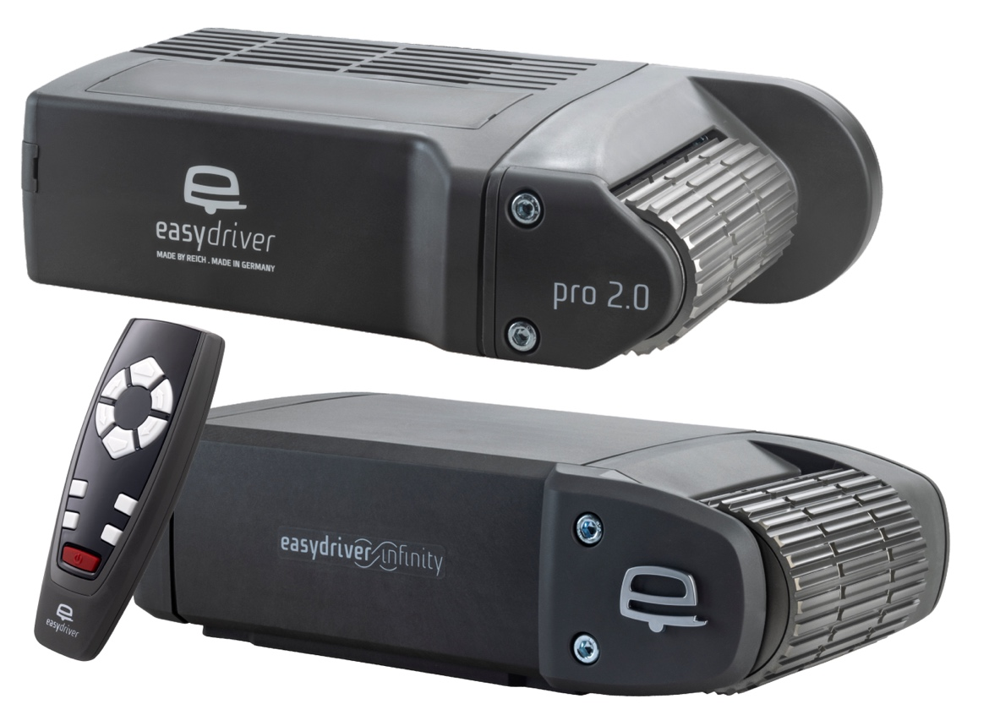 easydriver
MADE BY REICH . MADE IN GERMANY
pro 2.0
easydriver infinity
easydriver